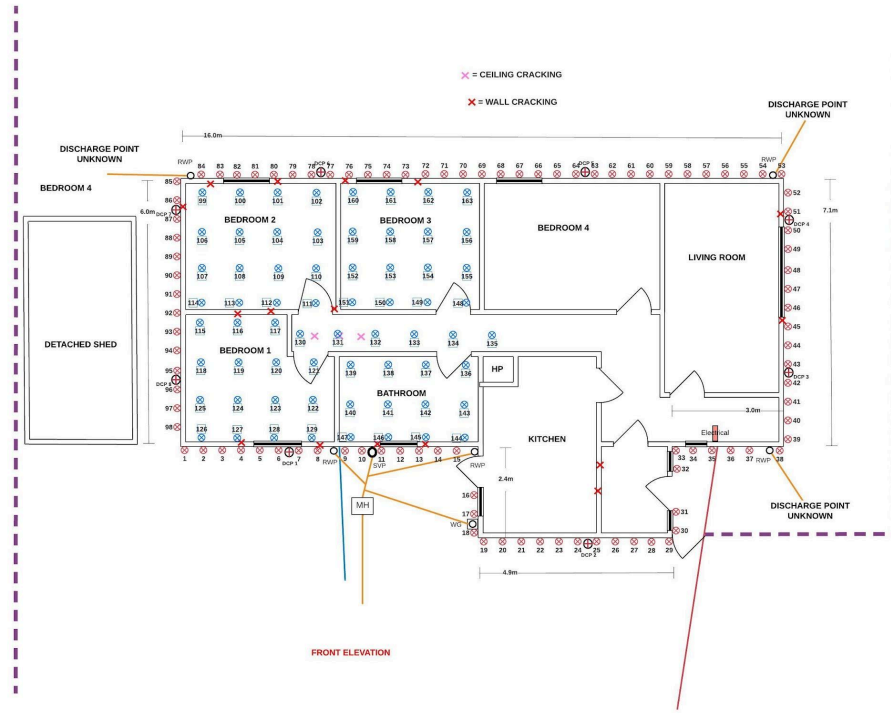 = CEILING CRACKING
= WALL CRACKING
DISCHARGE POINT
UNKNOWN
16.0m
DISCHARGE POINT
UNKNOWN
RWP
84 83 82 81 80 79 78 77 76 75 74 73 72 71 70 69 68 67 66 65 64 63 62 61 60 59 58 57 56 55 54 53
DCP 6
DCP 5
RWP
BEDROOM 4
85
86
6.0m
DCP 7
87
88
89
90
91
92
93
94
95
DCP 8
96
97
98
DETACHED SHED
99 100 101 102
BEDROOM 2
106 105 104 103
107 108 109 110
114 113 112 111
160 161 162 163
BEDROOM 3
159 158 157 156
152 153 154 155
151 150 149 148
BEDROOM 4
LIVING ROOM
52
51
DCP 4
50
49
48
47
46
45
44
43
DCP 3
42
41
40
39
7.1m
115 116 117
130 131 132 133 134 135
BEDROOM 1
118 119 120 121
125 124 123 122
126 127 128 129
139 138 137 136
BATHROOM
140 141 142 143
147 146 145 144
HP
KITCHEN
3.0m
Electrical
1 2 3 4 5 6 7 8 9 10 11 12 13 14 15
DCP 1
RWP
SVP
RWP
33 34 35 36 37 38
RWP
32
31
30
2.4m
16
17
18
MH
WG
19 20 21 22 23 24 25 26 27 28 29
DCP 2
4.9m
DISCHARGE POINT
UNKNOWN
FRONT ELEVATION